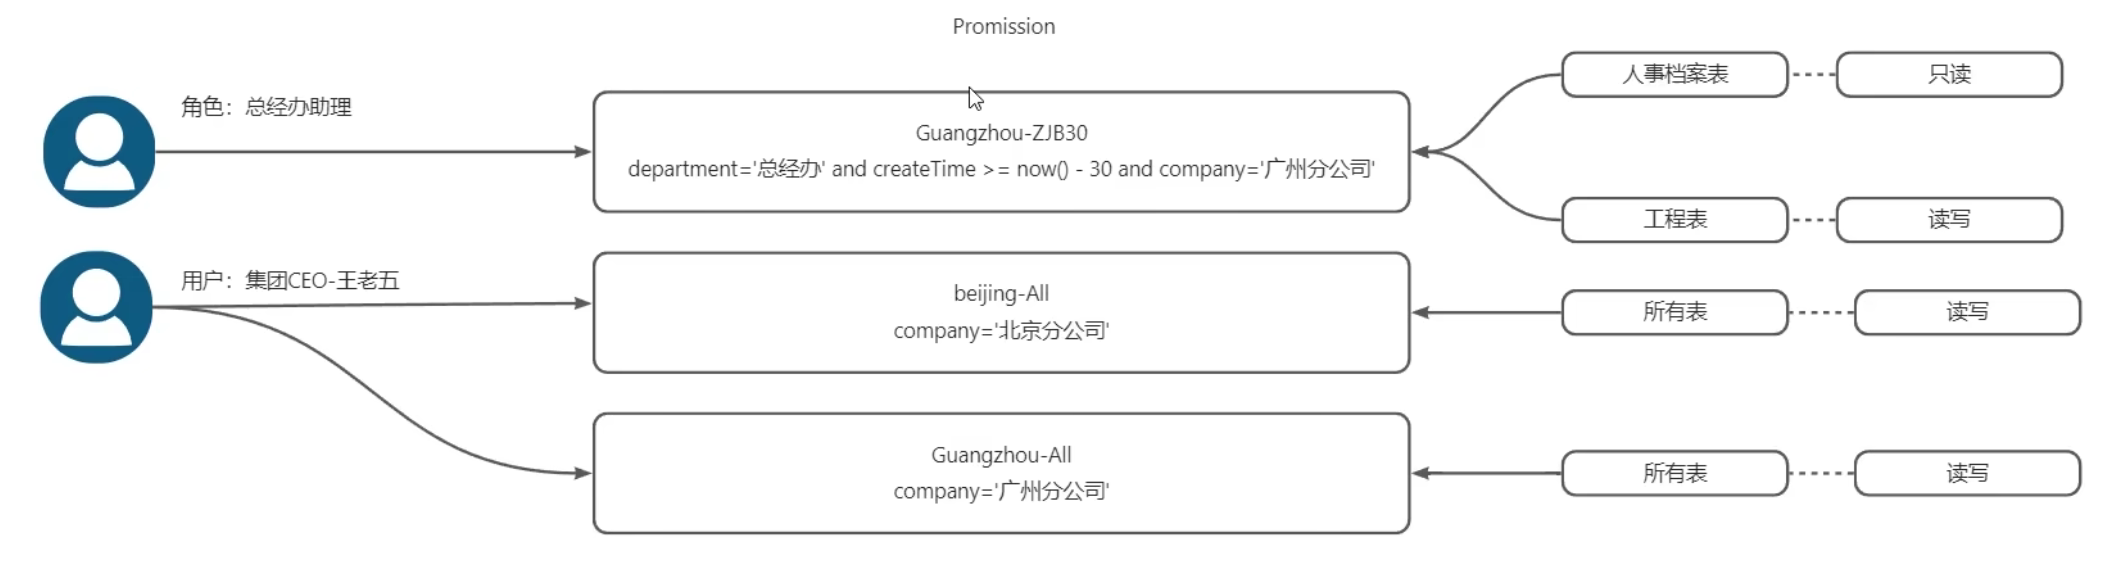 Promission
角色：总经办助理
Guangzhou-ZJB30
department='总经办' and createTime >= now() - 30 and company='广州分公司'
人事档案表
只读
工程表
读写
用户：集团CEO-王老五
beijing-All
company='北京分公司'
所有表
读写
Guangzhou-All
company='广州分公司'
所有表
读写